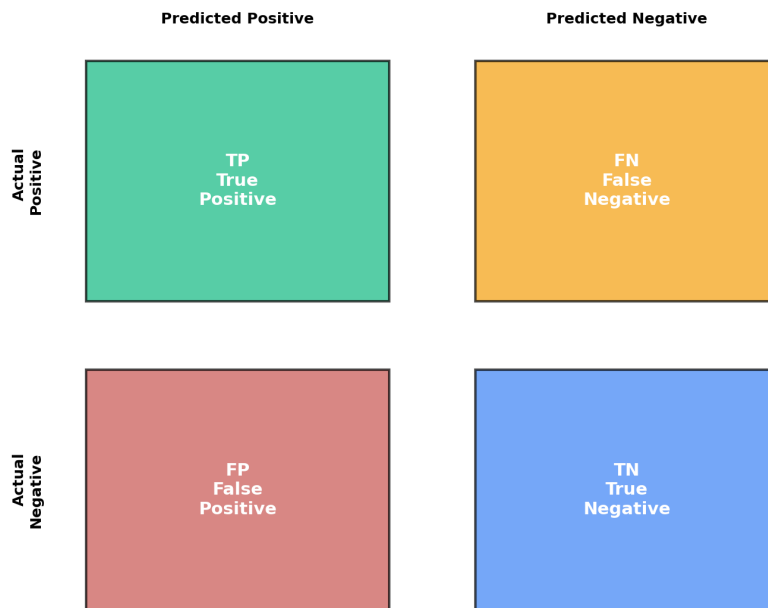 Predicted Positive
Predicted Negative
Actual
Positive
TP
True
Positive
FN
False
Negative
Actual
Negative
FP
False
Positive
TN
True
Negative